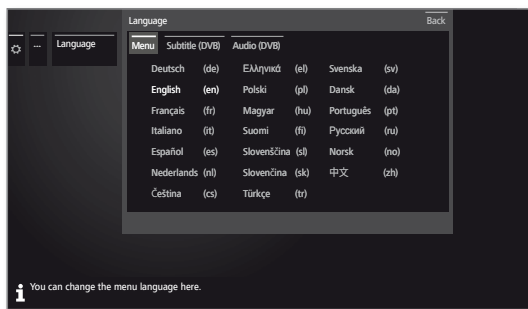 Language Back
... Language
Menu Subtitle (DVB) Audio (DVB)
Deutsch (de) Ελληνικά (el) Svenska (sv)
English (en) Polski (pl) Dansk (da)
Français (fr) Magyar (hu) Português (pt)
Italiano (it) Suomi (fi) Русский (ru)
Español (es) Slovenščina (sl) Norsk (no)
Nederlands (nl) Slovenčina (sk) 中文 (zh)
Čeština (cs) Türkçe (tr)
You can change the menu language here.